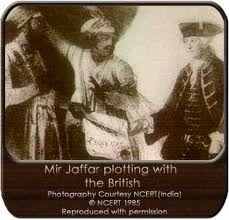 Mir Jaffar plotting with
the British
Photography Courtesy NCERT(India)
© NCERT 1985
Reproduced with permission